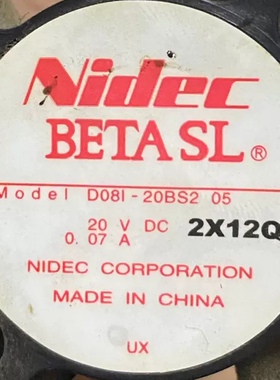 Nidec
BETA SL®
Model D08I-20BS2 05
20 V DC 2X12Q
0.07 A
NIDEC CORPORATION
MADE IN CHINA
UX